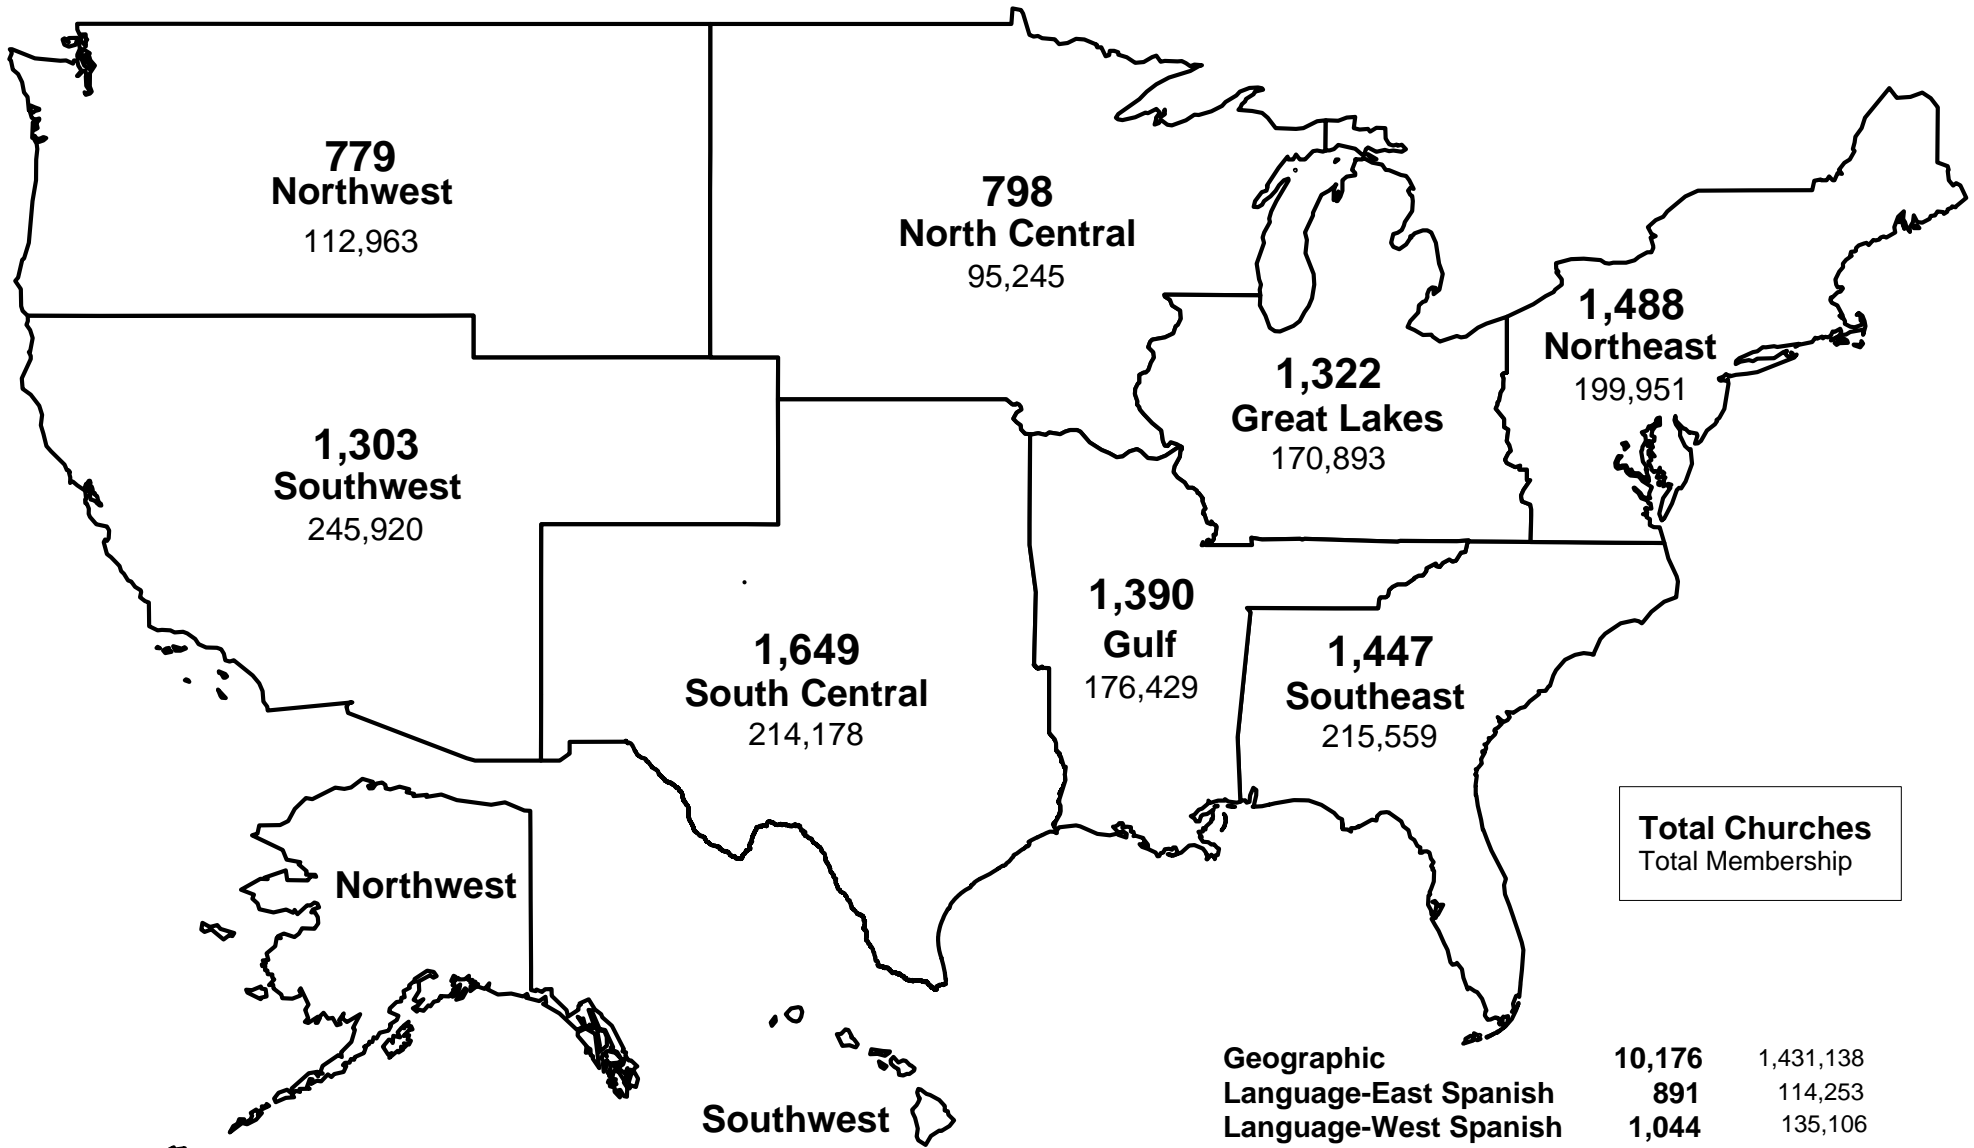 779
Northwest
112,963
798
North Central
95,245
1,488
Northeast
199,951
1,322
Great Lakes
170,893
1,303
Southwest
245,920
1,390
Gulf
176,429
1,649
South Central
214,178
1,447
Southeast
215,559
Total Churches
Total Membership
Northwest
Southwest
Geographic 10,176 1,431,138
Language-East Spanish 891 114,253
Language-West Spanish 1,044 135,106